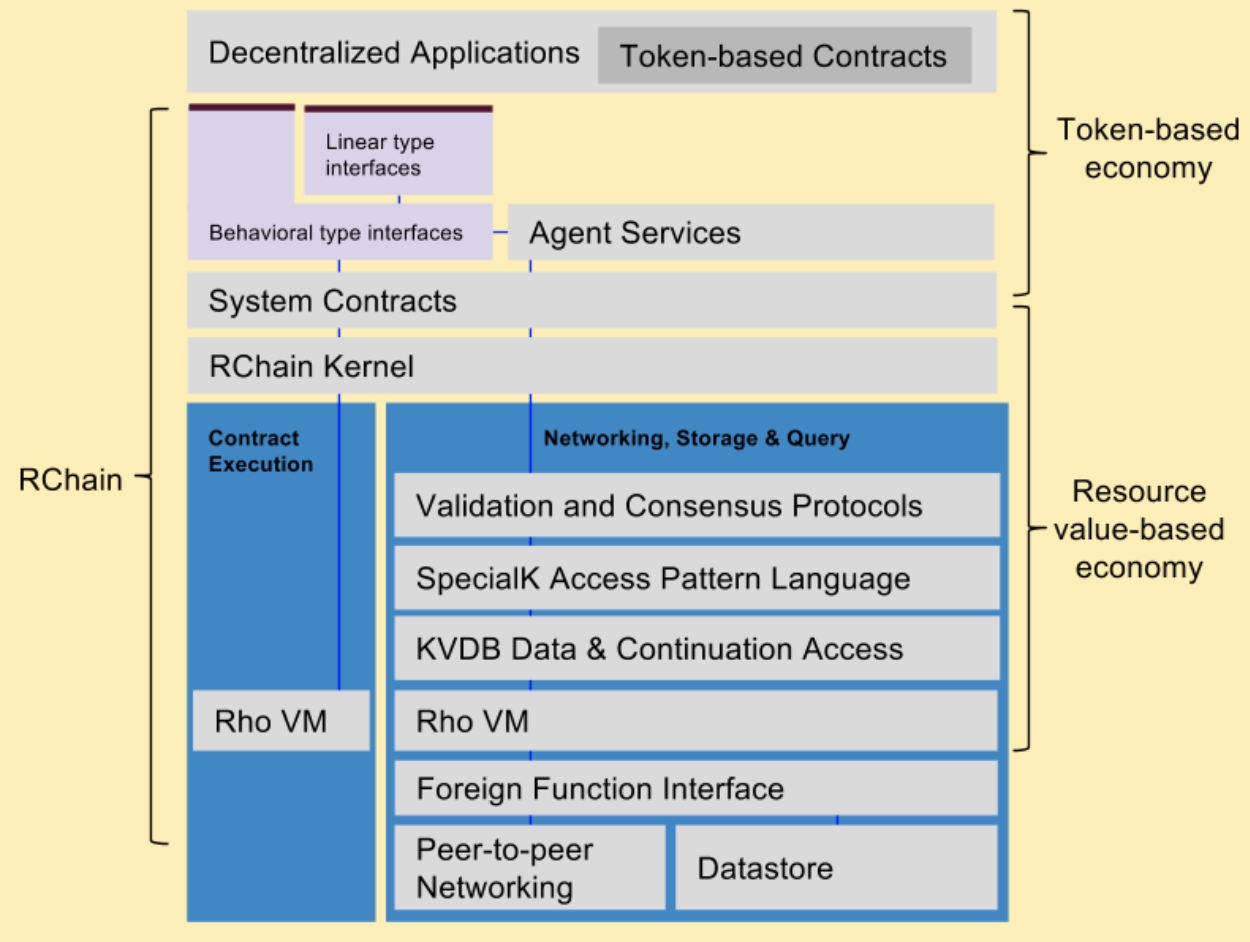 Decentralized Applications
Token-based Contracts
Token-based
economy
Linear type
interfaces
Behavioral type interfaces
Agent Services
System Contracts
RChain Kernel
RChain
Contract
Execution
Networking, Storage & Query
Validation and Consensus Protocols
Resource
value-based
economy
SpecialK Access Pattern Language
KVDB Data & Continuation Access
Rho VM
Rho VM
Foreign Function Interface
Peer-to-peer
Networking
Datastore